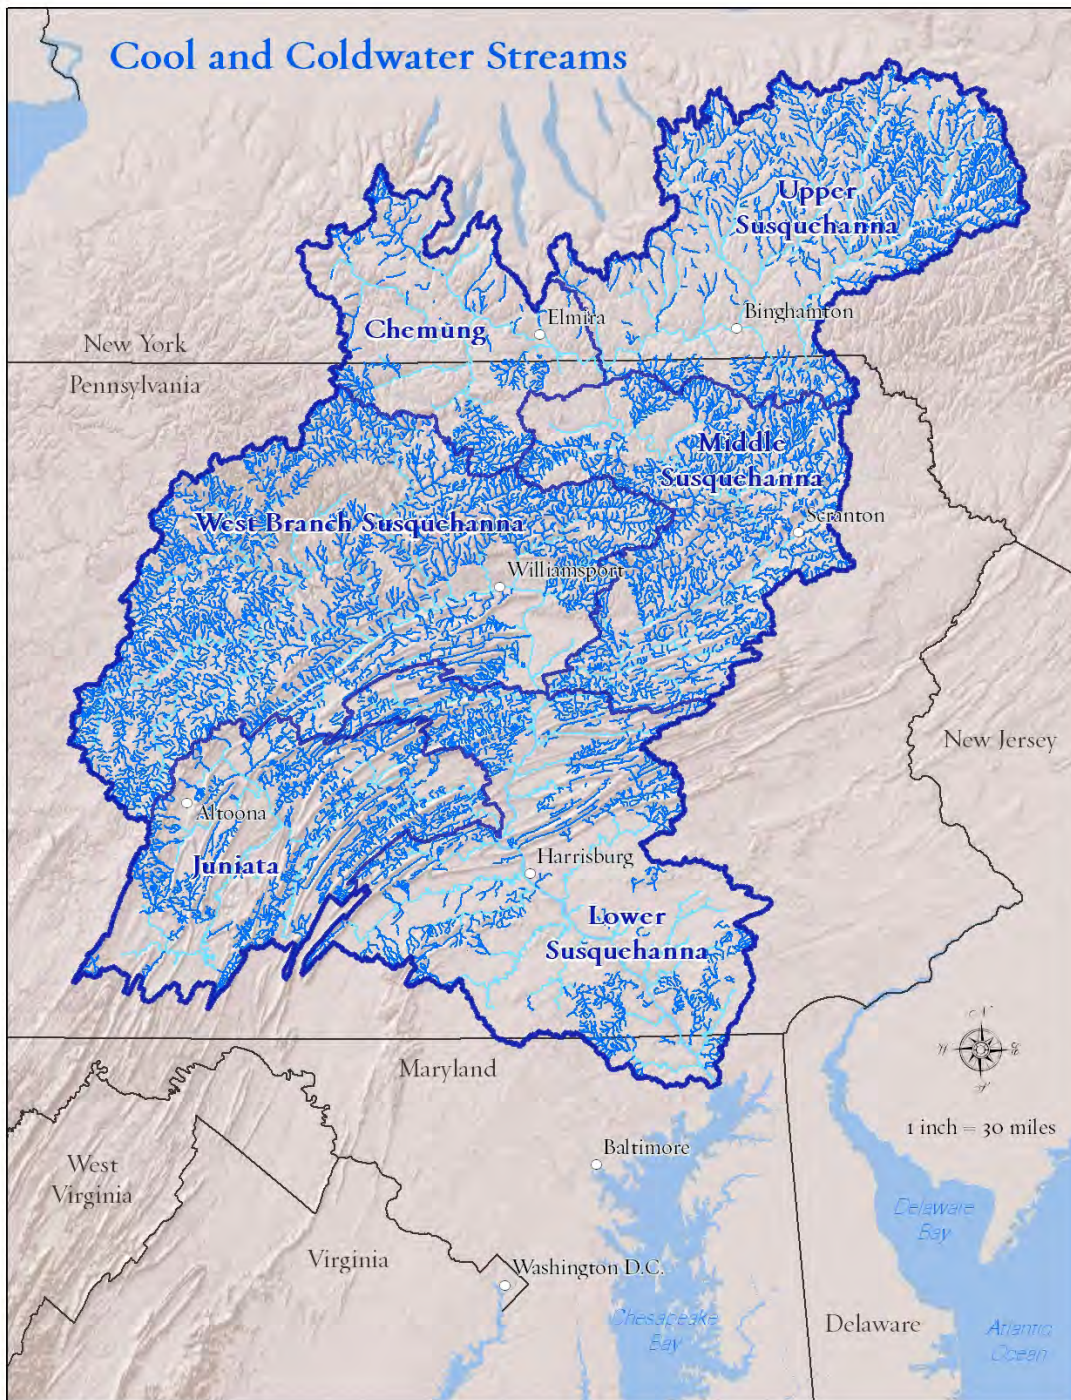 Cool and Coldwater Streams
Upper
Susquehanna
Chemung
Elmira
Binghamton
New York
Pennsylvania
Middle
Susquehanna
West Branch Susquehanna
Scranton
Williamsport
New Jersey
Altoona
Juniata
Harrisburg
Lower
Susquehanna
N
W
E
S
Maryland
1 inch = 30 miles
Baltimore
West
Virginia
Delaware
Bay
Virginia
Washington D.C.
Chesapeake
Bay
Delaware
Atlantic
Ocean